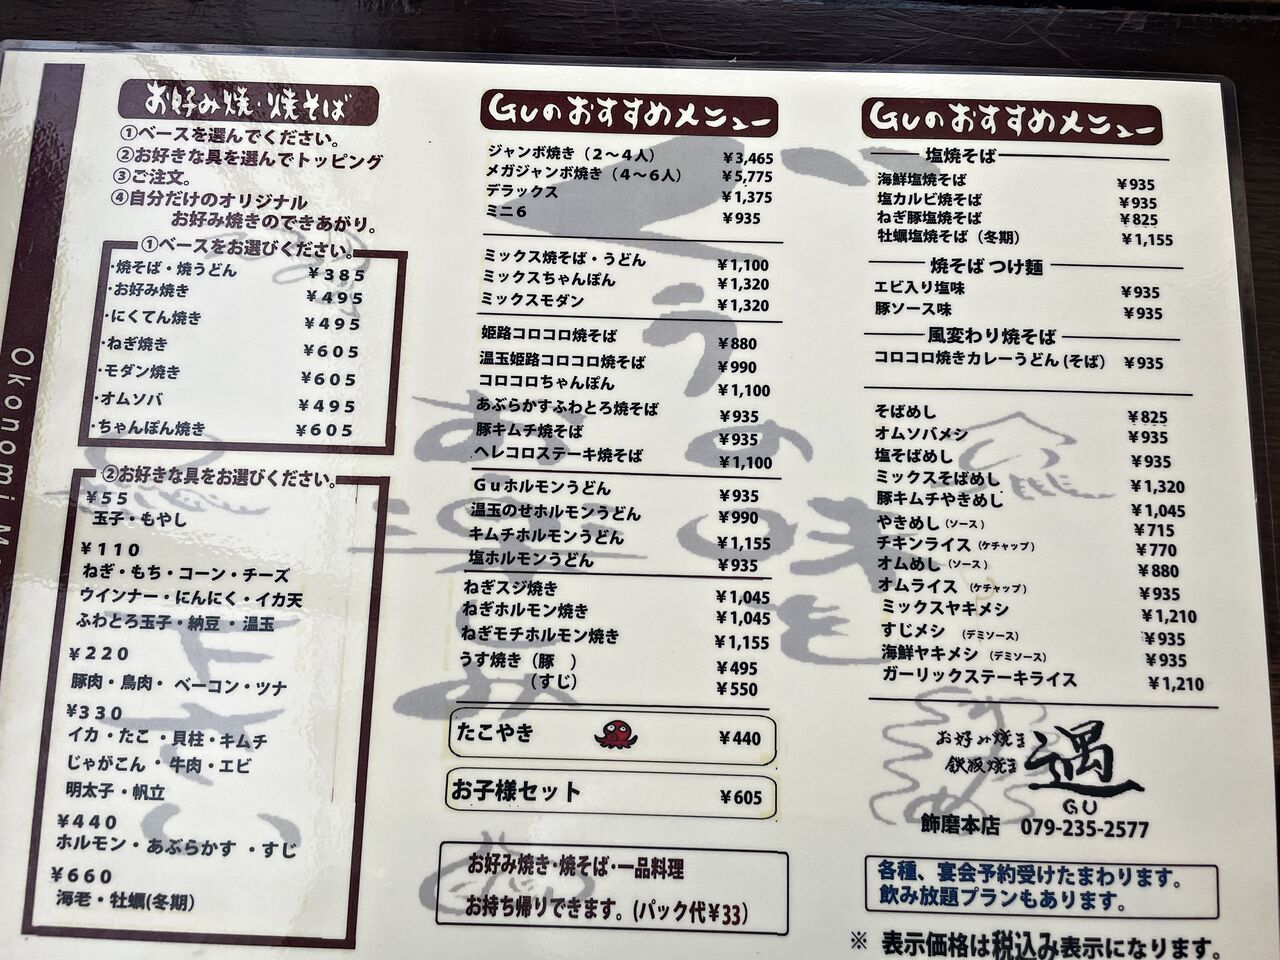 お好み焼・焼そば
①ベースを選んでください。
②お好きな具を選んでトッピング
③ご注文。
④自分だけのオリジナル
お好み焼きのできあがり。
①ベースをお選びください。
・焼そば・焼うどん ¥385
・お好み焼き ¥495
・にくてん焼き ¥495
・ねぎ焼き ¥605
・モダン焼き ¥605
・オムソバ ¥495
・ちゃんぽん焼き ¥605
②お好きな具をお選びください。
¥55
玉子・もやし
¥110
ねぎ・もち・コーン・チーズ
ウインナー・にんにく・イカ天
ふわとろ玉子・納豆・温玉
¥220
豚肉・鳥肉・ベーコン・ツナ
¥330
イカ・たこ・貝柱・キムチ
じゃがこん・牛肉・エビ
明太子・帆立
¥440
ホルモン・あぶらかす・すじ
¥660
海老・牡蠣(冬期)
Okonomi M
Guのおすすめメニュー
ジャンボ焼き（２～４人） ¥3,465
メガジャンボ焼き（４～６人） ¥5,775
デラックス ¥1,375
ミニ６ ¥935
ミックス焼そば・うどん ¥1,100
ミックスちゃんぽん ¥1,320
ミックスモダン ¥1,320
姫路コロコロ焼そば ¥880
温玉姫路コロコロ焼そば ¥990
コロコロちゃんぽん ¥1,100
あぶらかすふわとろ焼そば ¥935
豚キムチ焼そば ¥935
ヘレコロステーキ焼そば ¥1,100
Ｇｕホルモンうどん ¥935
温玉のせホルモンうどん ¥990
キムチホルモンうどん ¥1,155
塩ホルモンうどん ¥935
ねぎスジ焼き ¥1,045
ねぎホルモン焼き ¥1,045
ねぎモチホルモン焼き ¥1,155
うす焼き（豚　） ¥495
（すじ） ¥550
たこやき ¥440
お子様セット ¥605
お好み焼き・焼そば・一品料理
お持ち帰りできます。(パック代¥33)
Guのおすすめメニュー
塩焼そば
海鮮塩焼そば ¥935
塩カルビ焼そば ¥935
ねぎ豚塩焼そば ¥825
牡蠣塩焼そば（冬期） ¥1,155
焼そば つけ麺
エビ入り塩味 ¥935
豚ソース味 ¥935
風変わり焼そば
コロコロ焼きカレーうどん(そば) ¥935
そばめし ¥825
オムソバメシ ¥935
塩そばめし ¥935
ミックスそばめし ¥1,320
豚キムチやきめし ¥1,045
やきめし（ソース） ¥715
チキンライス（ケチャップ） ¥770
オムめし（ソース） ¥880
オムライス（ケチャップ） ¥935
ミックスヤキメシ ¥1,210
すじメシ（デミソース） ¥935
海鮮ヤキメシ（デミソース） ¥935
ガーリックステーキライス ¥1,210
お好み焼き
鉄板焼き
遇
GU
飾磨本店 079-235-2577
各種、宴会予約受けたまわります。
飲み放題プランもあります。
※ 表示価格は税込み表示になります。